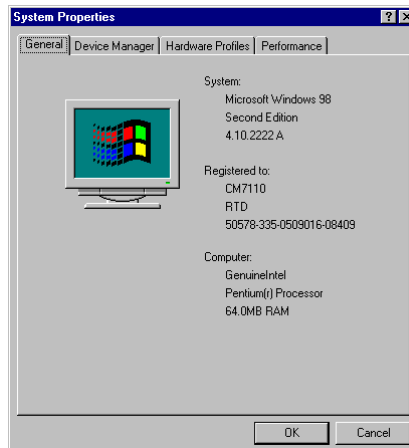 System Properties
General
Device Manager
Hardware Profiles
Performance
System:
Microsoft Windows 98
Second Edition
4.10.2222 A
Registered to:
CM7110
RTD
50578-335-0509016-08409
Computer:
GenuineIntel
Pentium(r) Processor
64.0MB RAM
OK
Cancel